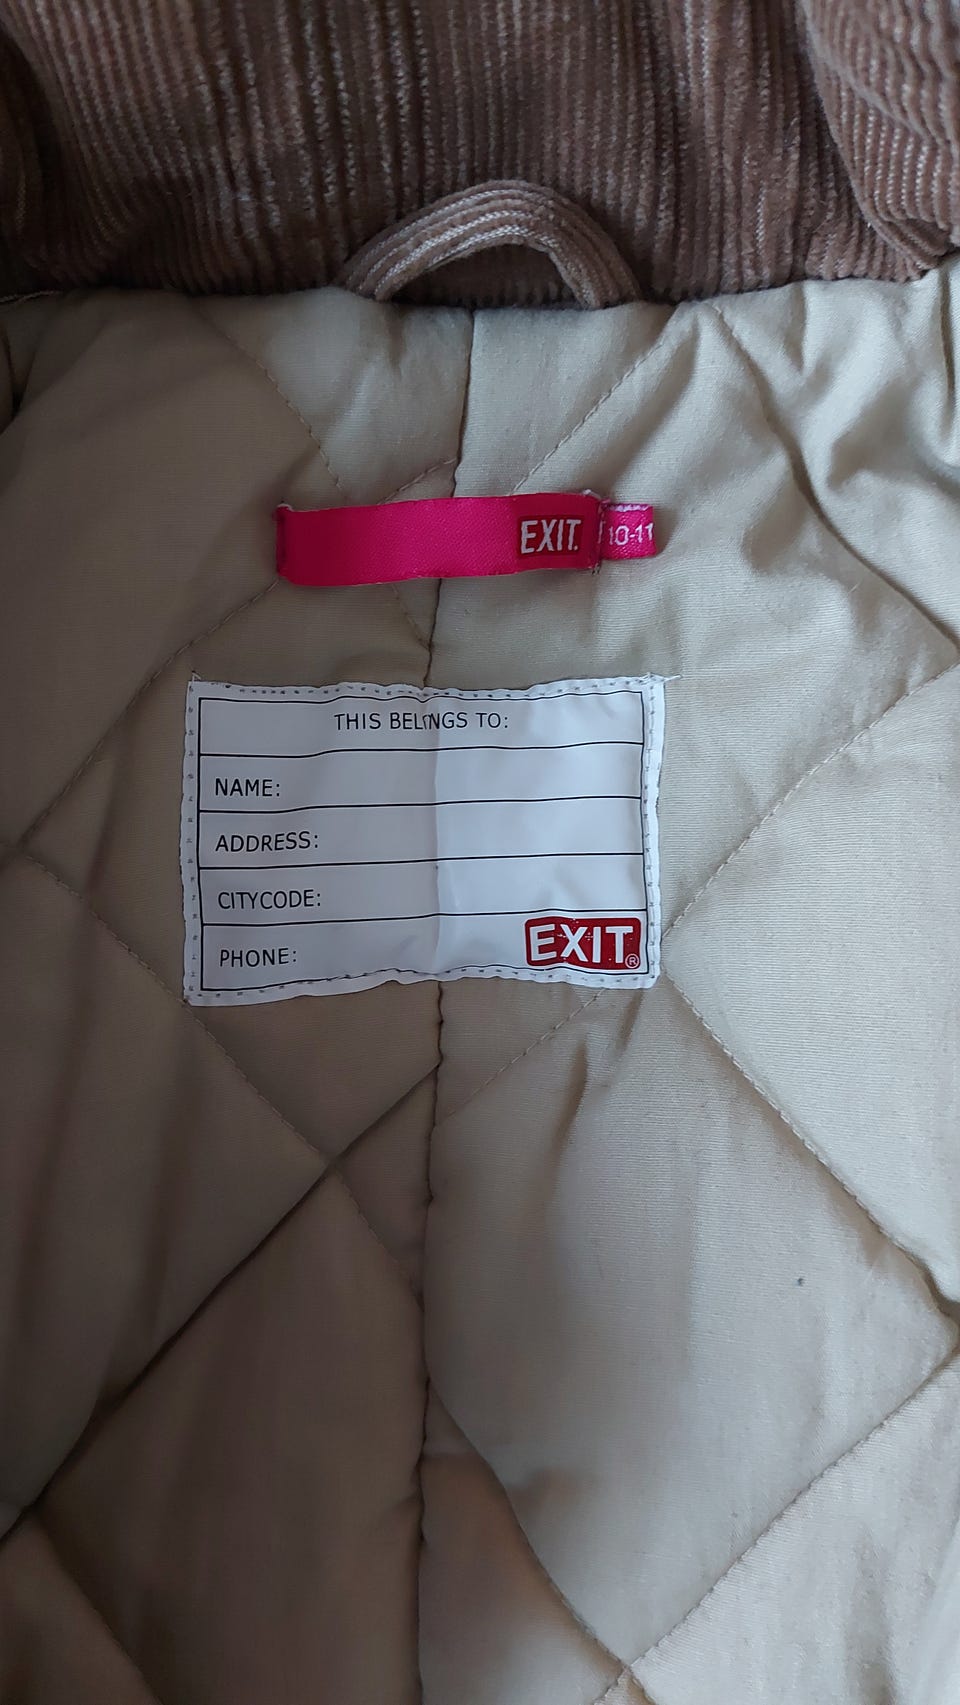 EXIT.
10-11
THIS BELONGS TO:
NAME:
ADDRESS:
CITYCODE:
PHONE:
EXIT®